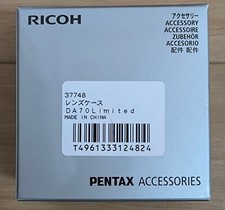 RICOH
アクセサリー
ACCESSORY
ACCESSOIRE
ZUBEHÖR
ACCESORIO
配件 配件
37748
レンズケース
DA70Limited
MADE IN CHINA
T4961333124824
PENTAX ACCESSORIES